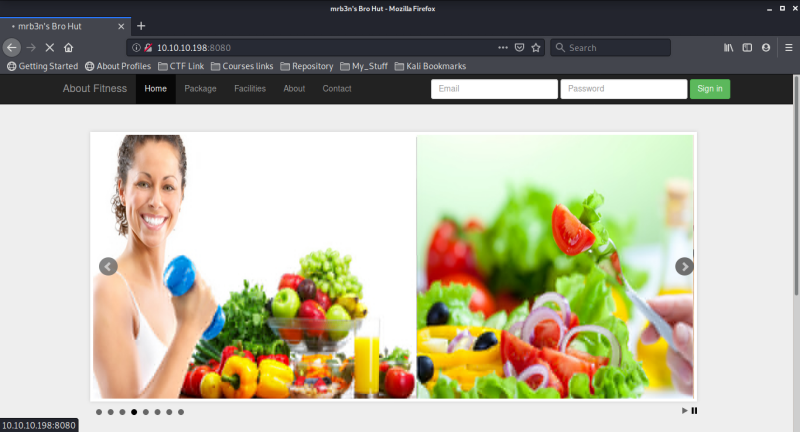 mrb3n's Bro Hut - Mozilla Firefox
mrb3n's Bro Hut
10.10.10.198:8080
Search
Getting Started About Profiles CTF Link Courses links Repository My_Stuff Kali Bookmarks
About Fitness Home Package Facilities About Contact Email Password Sign in
10.10.10.198:8080